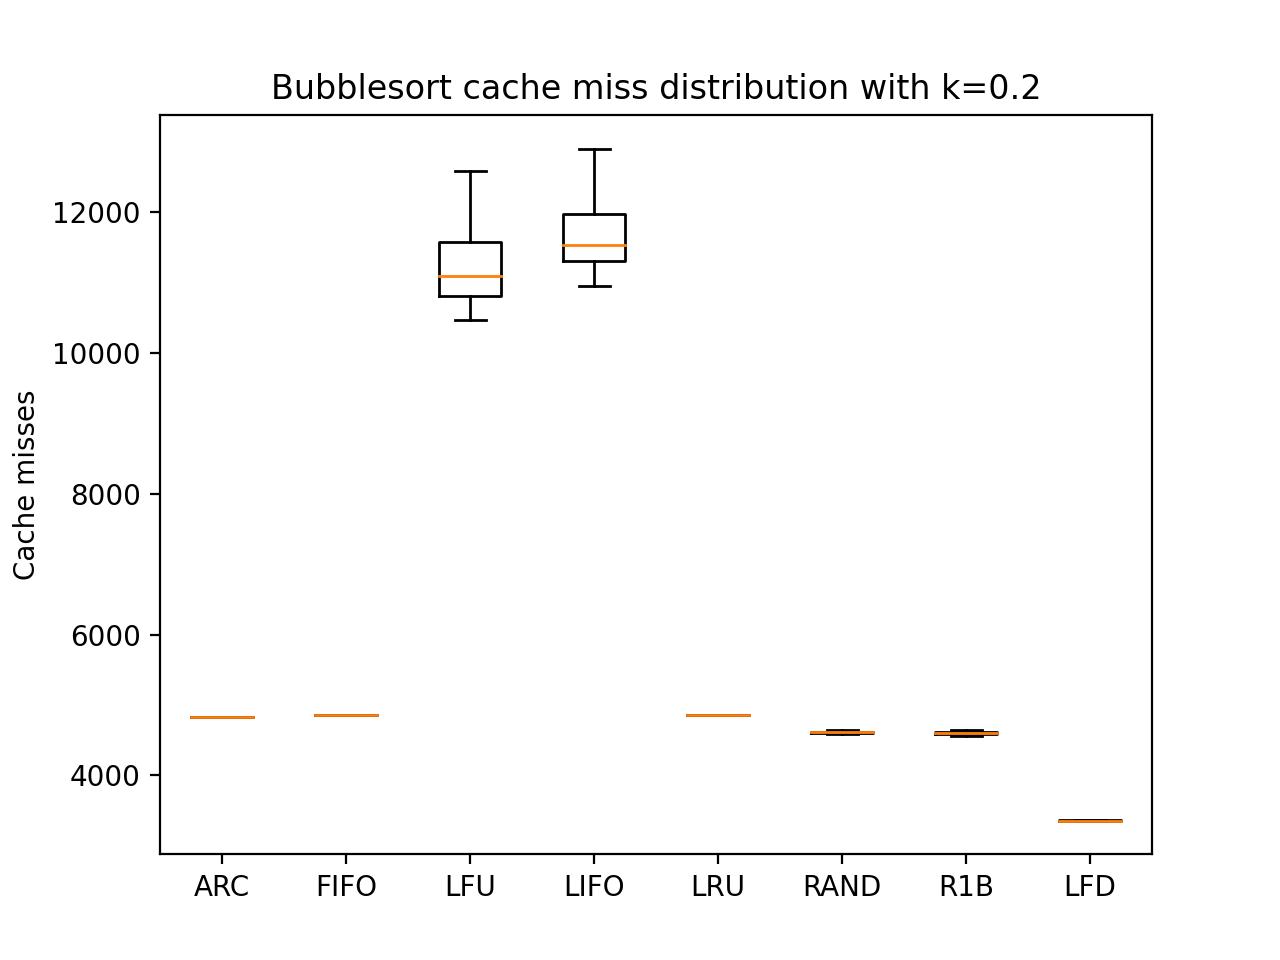 Bubblesort cache miss distribution with k=0.2
12000
10000
8000
6000
4000
Cache misses
ARC FIFO LFU LIFO LRU RAND R1B LFD